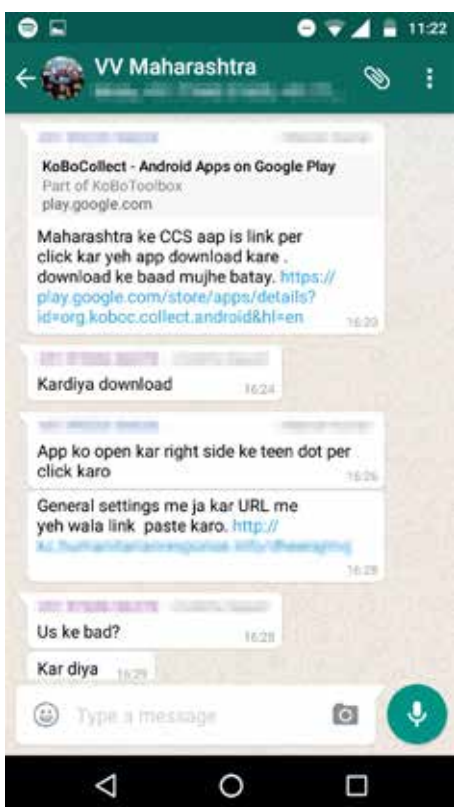 11:22
VV Maharashtra
KoBoCollect - Android Apps on Google Play
Part of KoBoToolbox
play.google.com
Maharashtra ke CCS aap is link per
click kar yeh app download kare .
download ke baad mujhe batay. https://
play.google.com/store/apps/details?
id=org.koboc.collect.android&hl=en
16:20
Kardiya download
16:24
App ko open kar right side ke teen dot per
click karo
16:26
General settings me ja kar URL me
yeh wala link paste karo. http://
16:28
Us ke bad?
16:28
Kar diya
16:29
Type a message